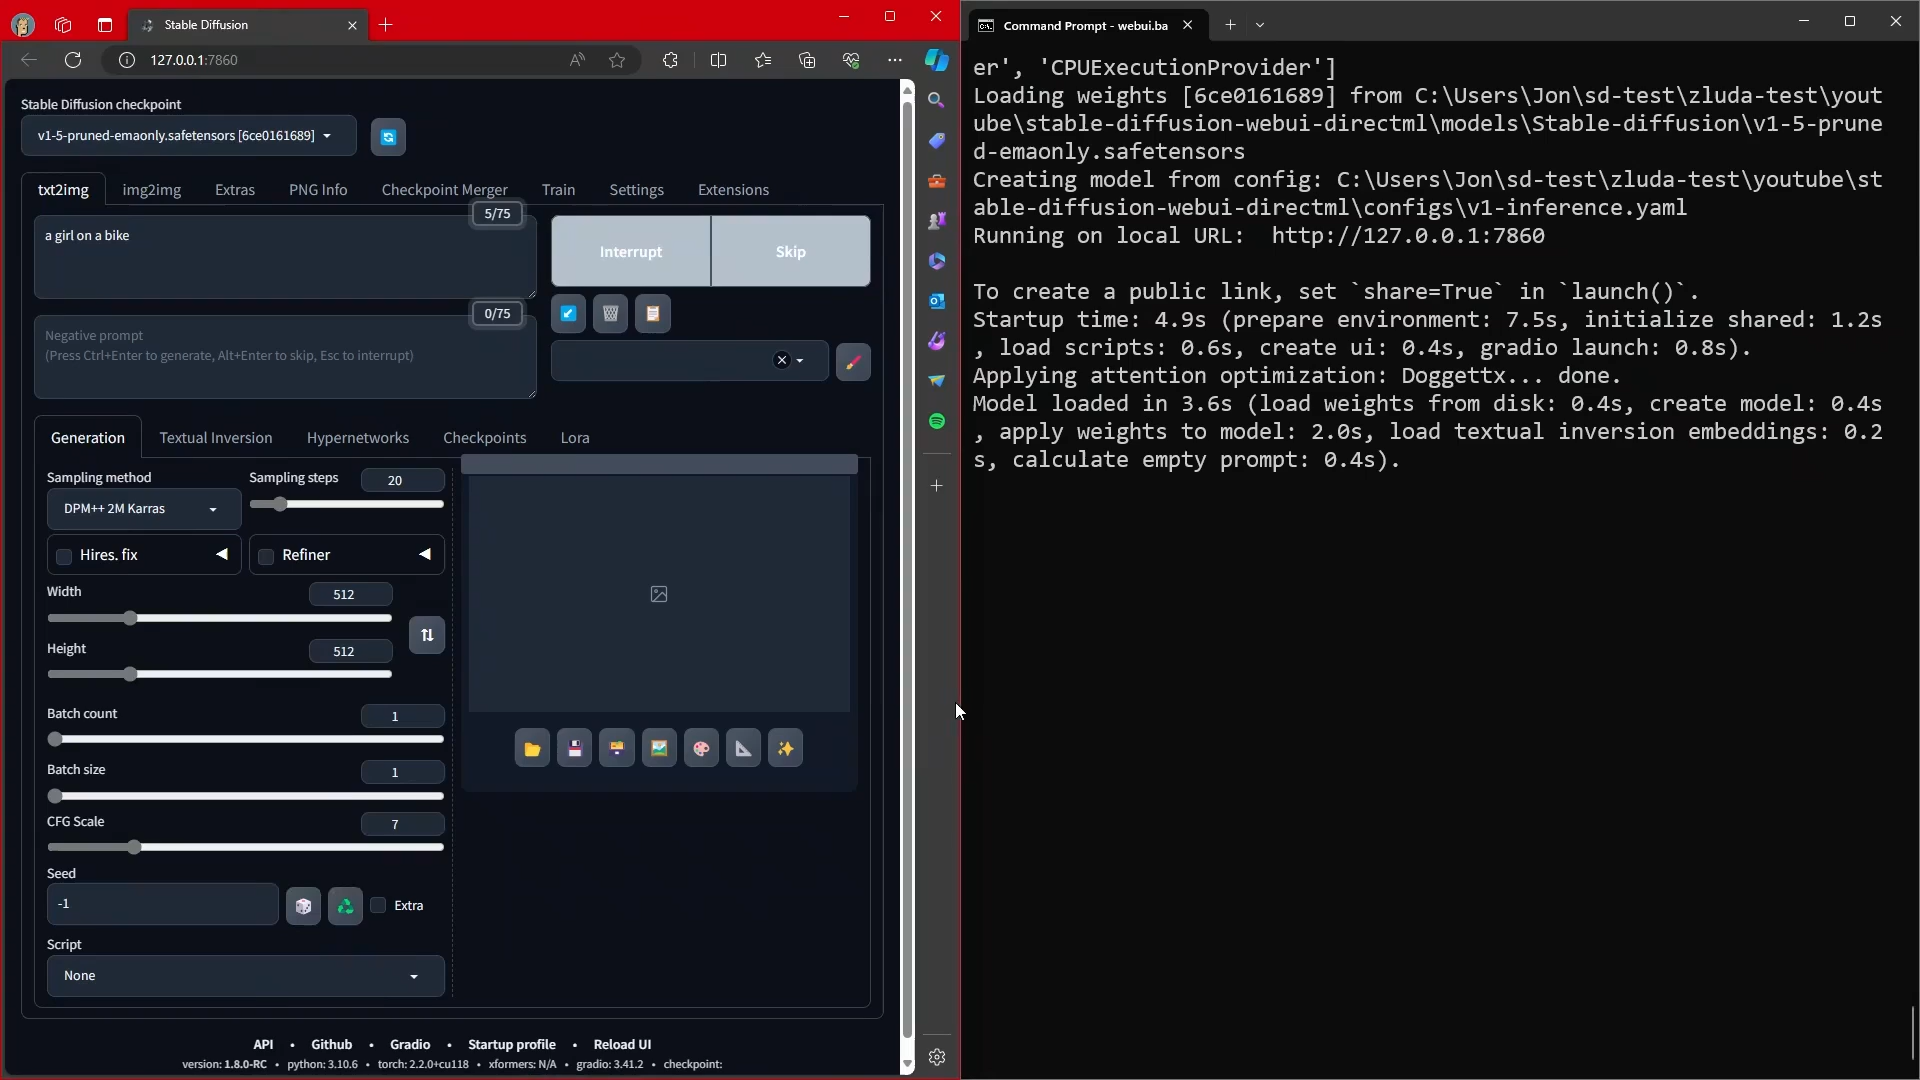 Stable Diffusion
127.0.0.1:7860
Stable Diffusion checkpoint
v1-5-pruned-emaonly.safetensors [6ce0161689]
txt2img
img2img
Extras
PNG Info
Checkpoint Merger
Train
Settings
Extensions
5/75
a girl on a bike
Interrupt
Skip
0/75
Negative prompt
(Press Ctrl+Enter to generate, Alt+Enter to skip, Esc to interrupt)
Generation
Textual Inversion
Hypernetworks
Checkpoints
Lora
Sampling method
DPM++ 2M Karras
Sampling steps
20
Hires. fix
Refiner
Width
512
Height
512
Batch count
1
Batch size
1
CFG Scale
7
Seed
-1
Extra
Script
None
API • Github • Gradio • Startup profile • Reload UI
version: 1.8.0-RC • python: 3.10.6 • torch: 2.2.0+cu118 • xformers: N/A • gradio: 3.41.2 • checkpoint:
Command Prompt - webui.ba
er', 'CPUExecutionProvider']
Loading weights [6ce0161689] from C:\Users\Jon\sd-test\zluda-test\yout
ube\stable-diffusion-webui-directml\models\Stable-diffusion\v1-5-prune
d-emaonly.safetensors
Creating model from config: C:\Users\Jon\sd-test\zluda-test\youtube\st
able-diffusion-webui-directml\configs\v1-inference.yaml
Running on local URL:  http://127.0.0.1:7860
To create a public link, set `share=True` in `launch()`.
Startup time: 4.9s (prepare environment: 7.5s, initialize shared: 1.2s
, load scripts: 0.6s, create ui: 0.4s, gradio launch: 0.8s).
Applying attention optimization: Doggettx... done.
Model loaded in 3.6s (load weights from disk: 0.4s, create model: 0.4s
, apply weights to model: 2.0s, load textual inversion embeddings: 0.2
s, calculate empty prompt: 0.4s).